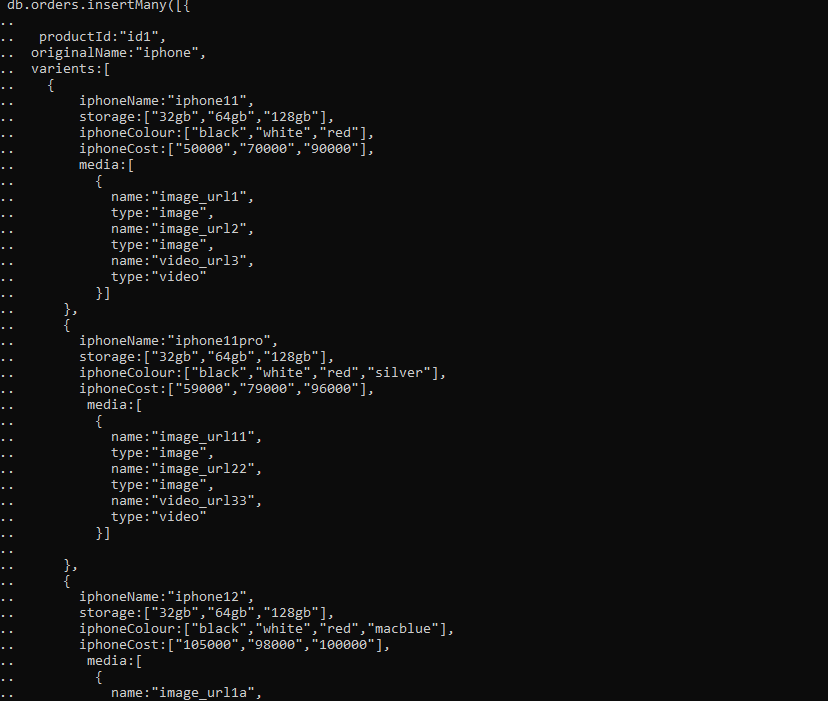 db.orders.insertMany([{
..
..   productId:"id1",
..  originalName:"iphone",
..  varients:[
..    {
..        iphoneName:"iphone11",
..        storage:["32gb","64gb","128gb"],
..        iphoneColour:["black","white","red"],
..        iphoneCost:["50000","70000","90000"],
..        media:[
..          {
..            name:"image_url1",
..            type:"image",
..            name:"image_url2",
..            type:"image",
..            name:"video_url3",
..            type:"video"
..          }]
..      },
..      {
..        iphoneName:"iphone11pro",
..        storage:["32gb","64gb","128gb"],
..        iphoneColour:["black","white","red","silver"],
..        iphoneCost:["59000","79000","96000"],
..         media:[
..          {
..            name:"image_url11",
..            type:"image",
..            name:"image_url22",
..            type:"image",
..            name:"video_url33",
..            type:"video"
..          }]
..
..      },
..      {
..        iphoneName:"iphone12",
..        storage:["32gb","64gb","128gb"],
..        iphoneColour:["black","white","red","macblue"],
..        iphoneCost:["105000","98000","100000"],
..         media:[
..          {
..            name:"image_url1a",